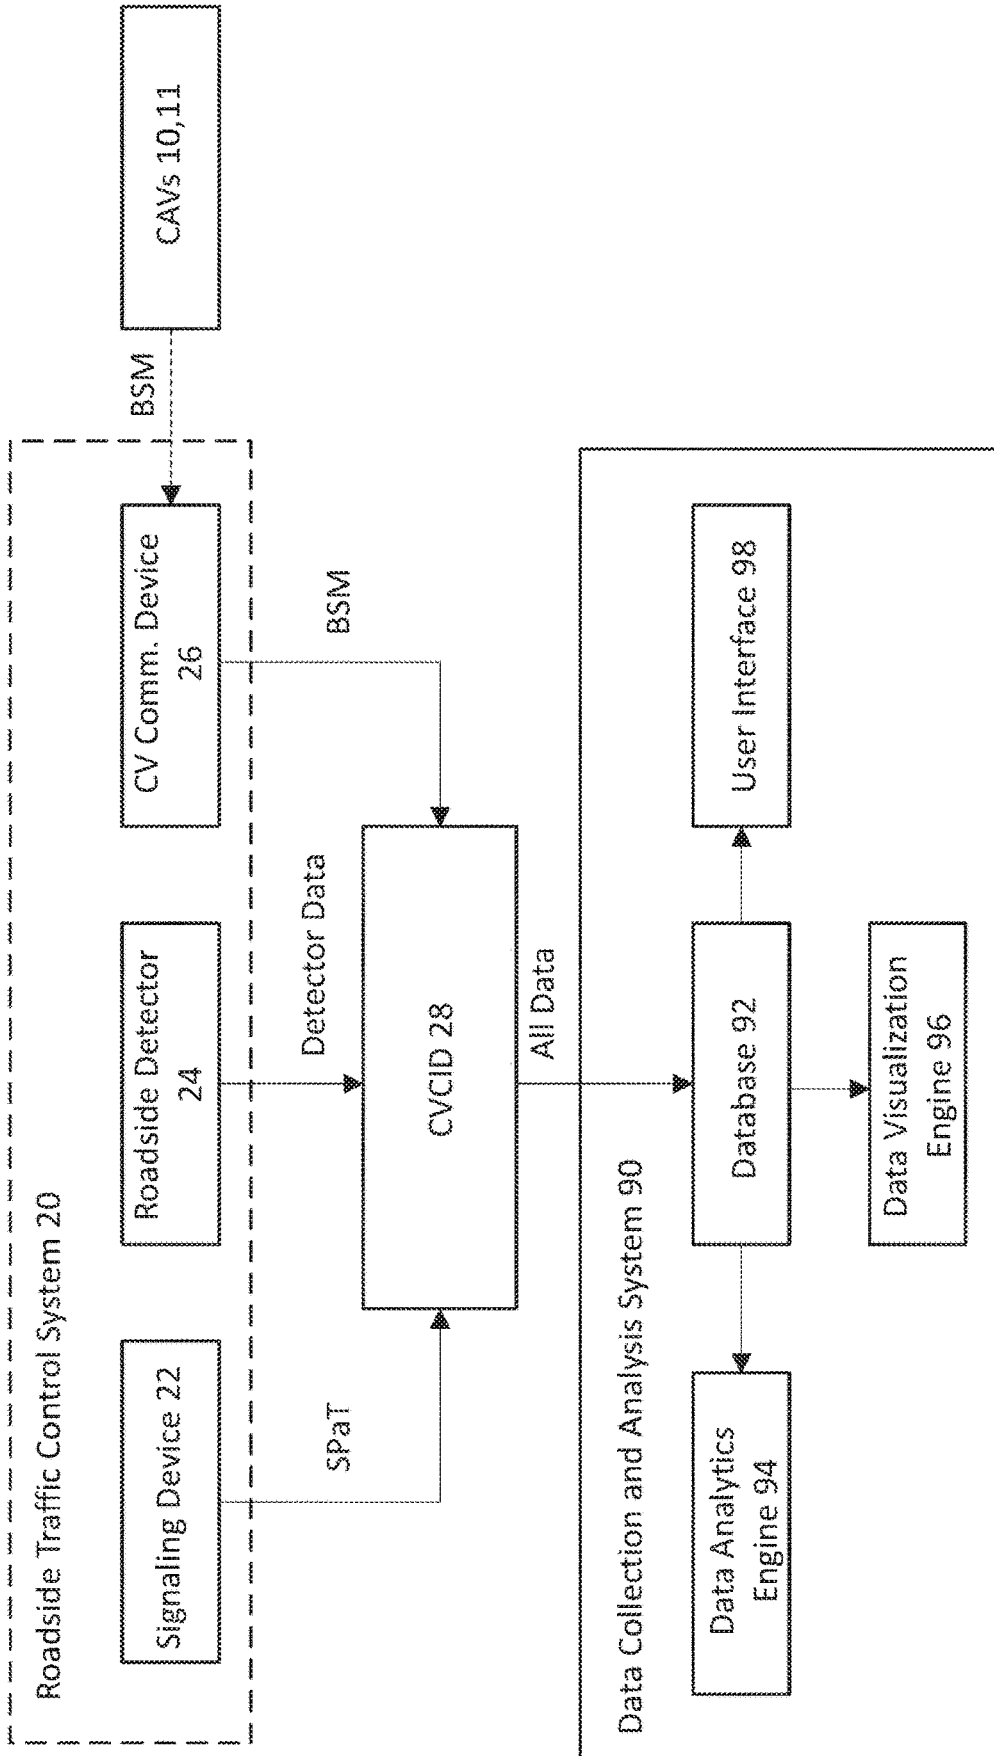 Roadside Traffic Control System 20
Signaling Device 22
Roadside Detector
24
CV Comm. Device
26
BSM
CAVs 10,11
SPaT
Detector Data
BSM
CVCID 28
All Data
Data Collection and Analysis System 90
Data Analytics
Engine 94
Database 92
User Interface 98
Data Visualization
Engine 96